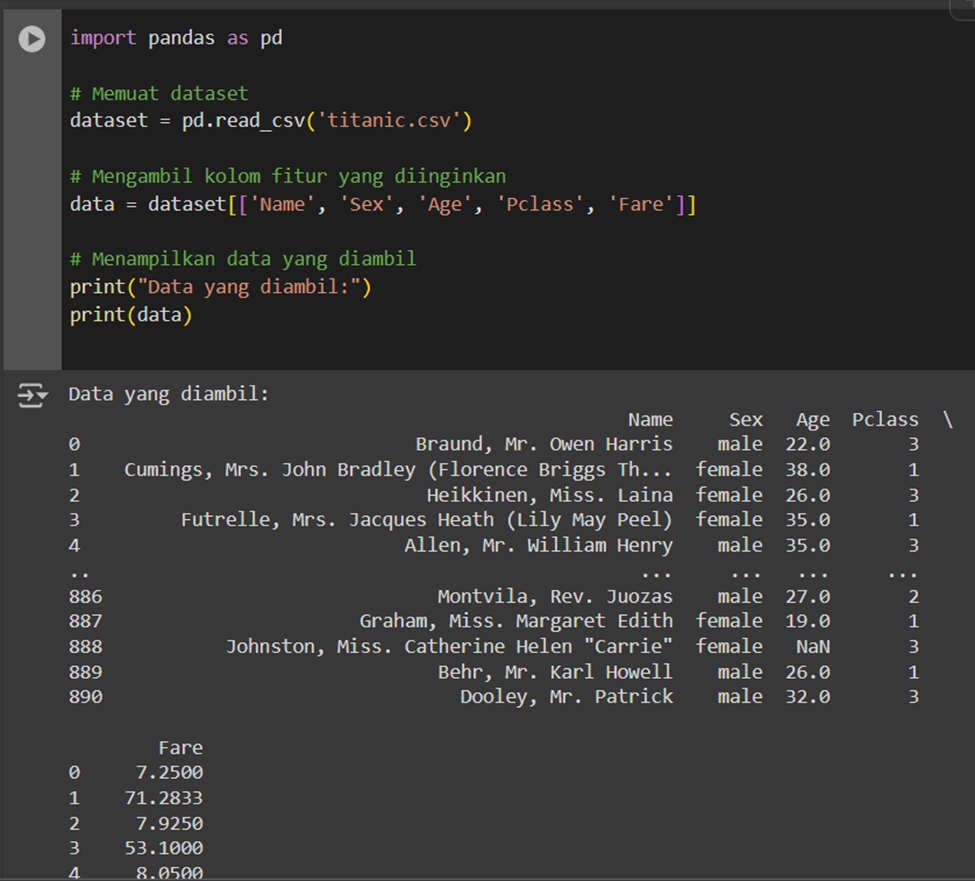 import pandas as pd
# Memuat dataset
dataset = pd.read_csv('titanic.csv')
# Mengambil kolom fitur yang diinginkan
data = dataset[['Name', 'Sex', 'Age', 'Pclass', 'Fare']]
# Menampilkan data yang diambil
print("Data yang diambil:")
print(data)
Data yang diambil:
Name Sex Age Pclass \
0 Braund, Mr. Owen Harris male 22.0 3
1 Cumings, Mrs. John Bradley (Florence Briggs Th... female 38.0 1
2 Heikkinen, Miss. Laina female 26.0 3
3 Futrelle, Mrs. Jacques Heath (Lily May Peel) female 35.0 1
4 Allen, Mr. William Henry male 35.0 3
.. ... ... ... ...
886 Montvila, Rev. Juozas male 27.0 2
887 Graham, Miss. Margaret Edith female 19.0 1
888 Johnston, Miss. Catherine Helen "Carrie" female NaN 3
889 Behr, Mr. Karl Howell male 26.0 1
890 Dooley, Mr. Patrick male 32.0 3
Fare
0 7.2500
1 71.2833
2 7.9250
3 53.1000
4 8.0500